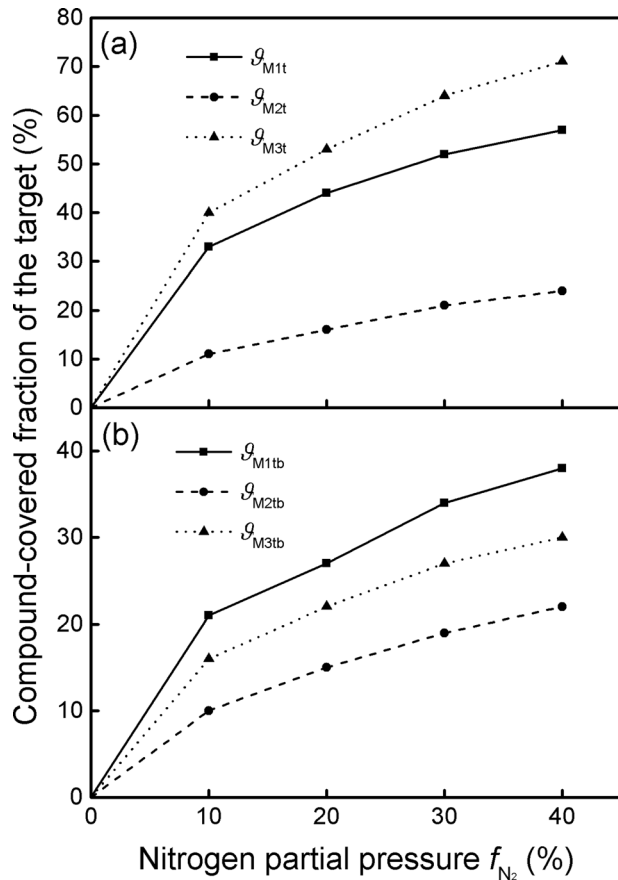 Compound-covered fraction of the target (%)
80
70
60
50
40
30
20
10
0
(a)
ϑM1t
ϑM2t
ϑM3t
40
30
20
10
0
(b)
ϑM1tb
ϑM2tb
ϑM3tb
0 10 20 30 40
Nitrogen partial pressure fN2 (%)